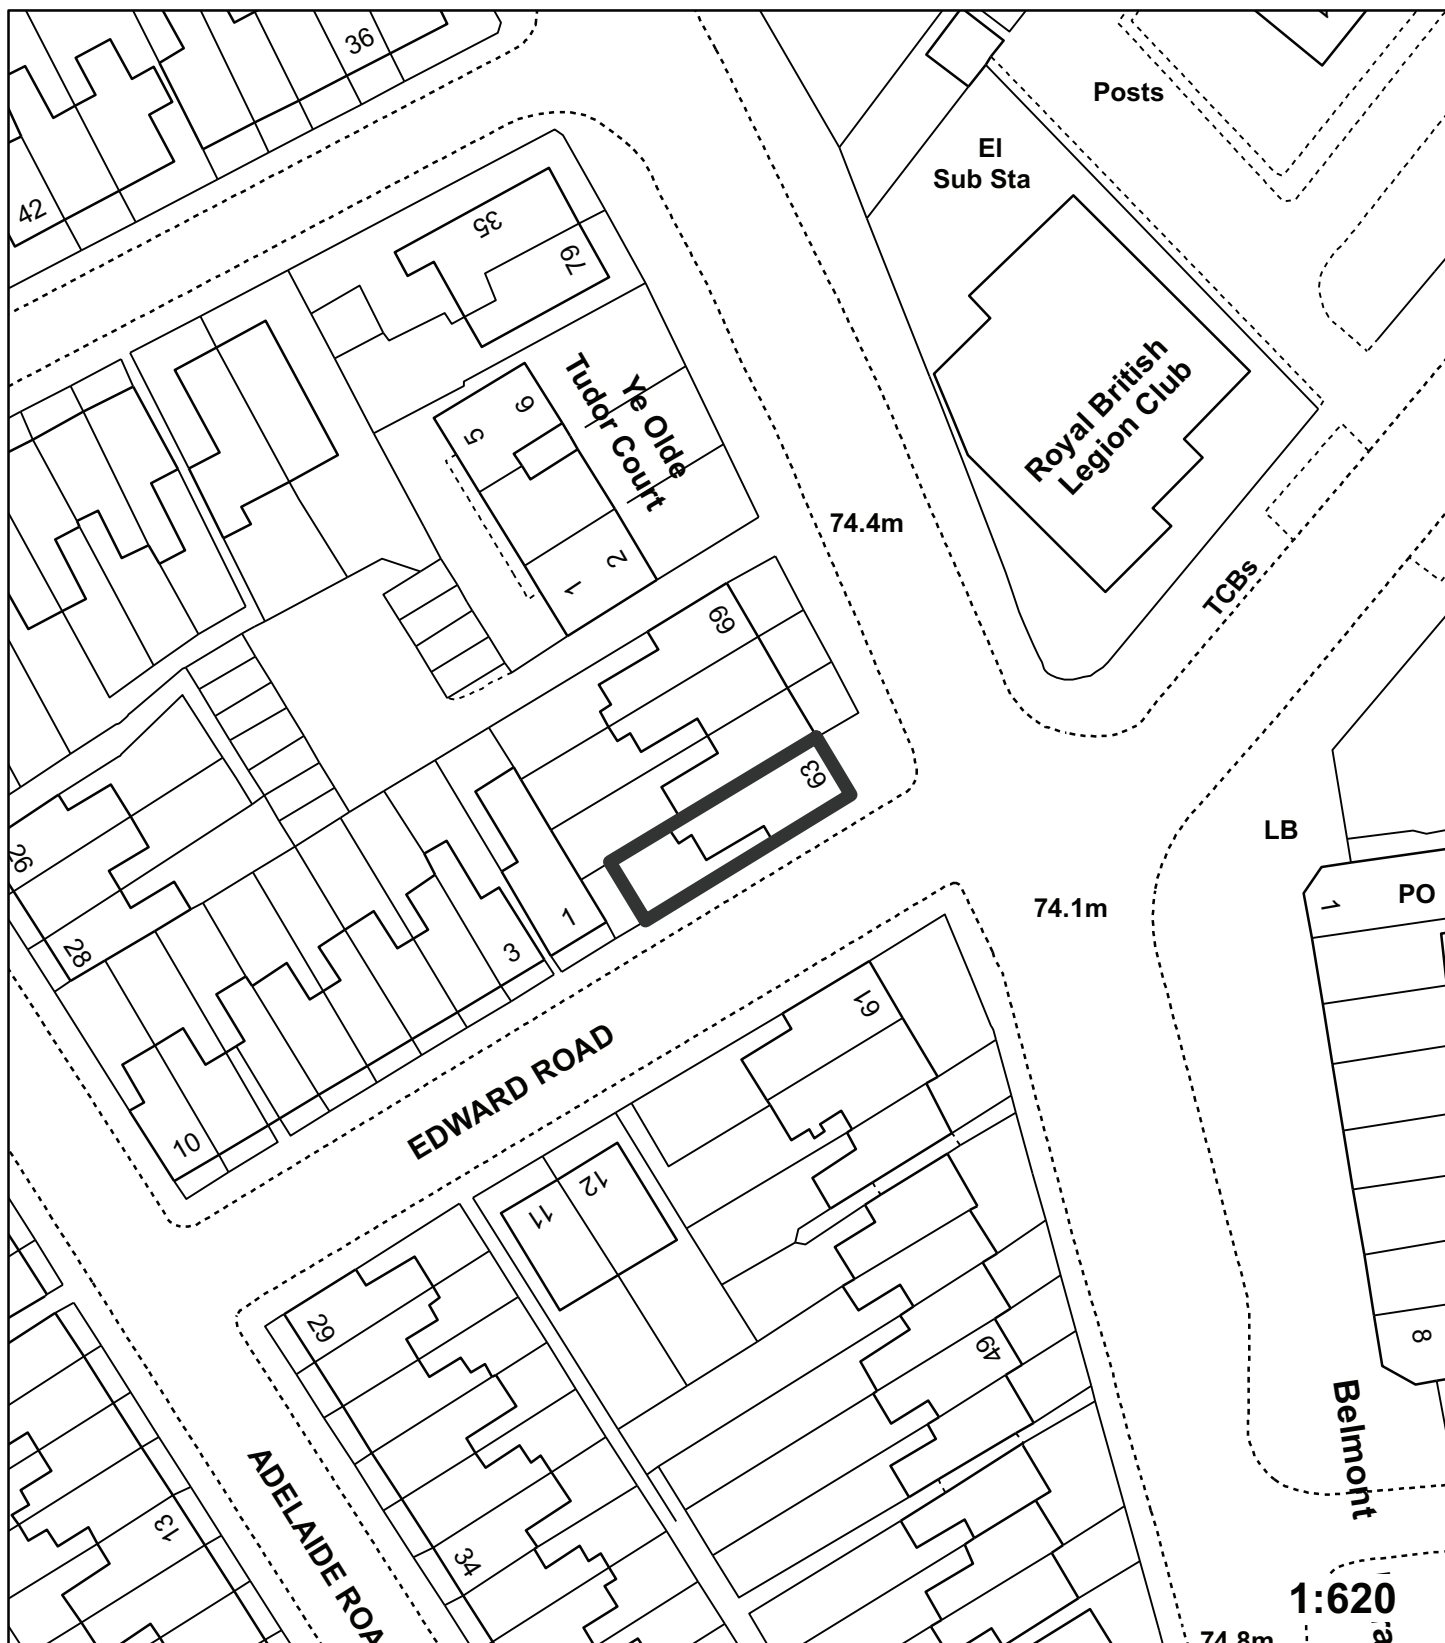 36
Posts
El
Sub Sta
42
35
79
Ye Olde
Tudor Court
6
5
Royal British
Legion Club
74.4m
2
1
TCBs
69
63
LB
26
PO
1
74.1m
1
3
28
61
EDWARD ROAD
10
12
11
29
8
49
Belmont
ADELAIDE ROA
13
34
1:620
74.8m